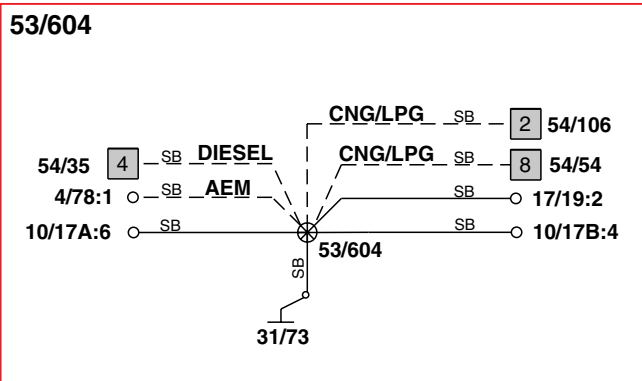 53/604
CNG/LPG SB 2 54/106
54/35 4 SB DIESEL CNG/LPG SB 8 54/54
4/78:1 SB AEM SB 17/19:2
10/17A:6 SB SB 10/17B:4
53/604
SB
31/73